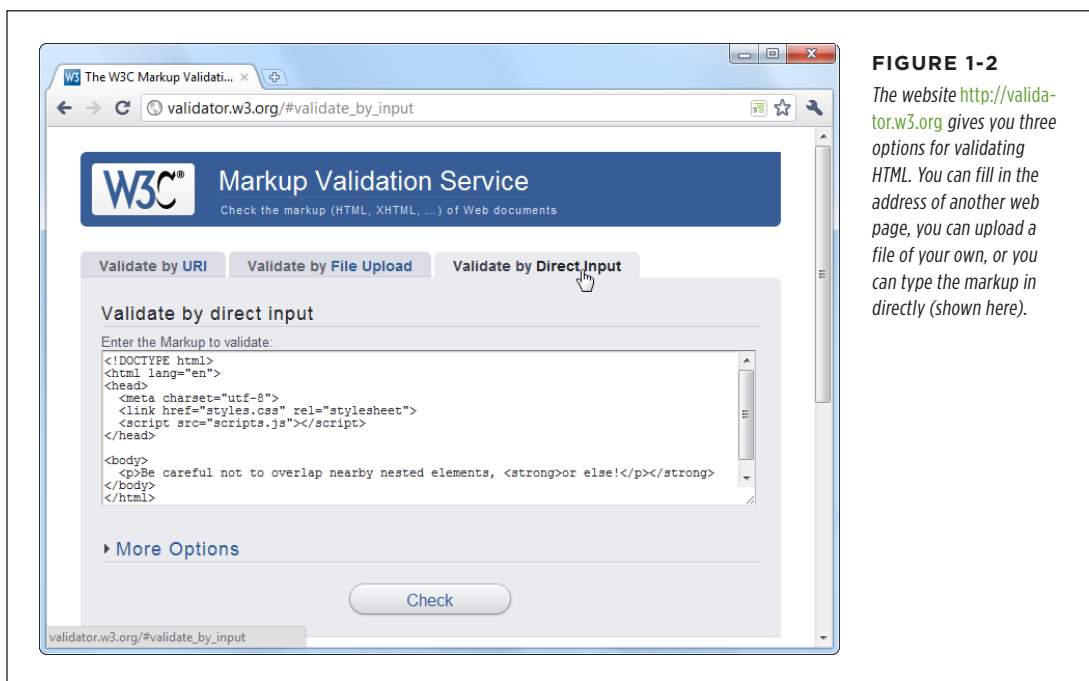 The W3C Markup Validati...
validator.w3.org/#validate_by_input
W3C®
Markup Validation Service
Check the markup (HTML, XHTML, ...) of Web documents
Validate by URI
Validate by File Upload
Validate by Direct Input
Validate by direct input
Enter the Markup to validate:
<!DOCTYPE html>
<html lang="en">
<head>
  <meta charset="utf-8">
  <link href="styles.css" rel="stylesheet">
  <script src="scripts.js"></script>
</head>
<body>
  <p>Be careful not to overlap nearby nested elements, <strong>or else!</p></strong>
</body>
</html>
More Options
Check
validator.w3.org/#validate_by_input
FIGURE 1-2
The website http://valida-
tor.w3.org gives you three
options for validating
HTML. You can fill in the
address of another web
page, you can upload a
file of your own, or you
can type the markup in
directly (shown here).